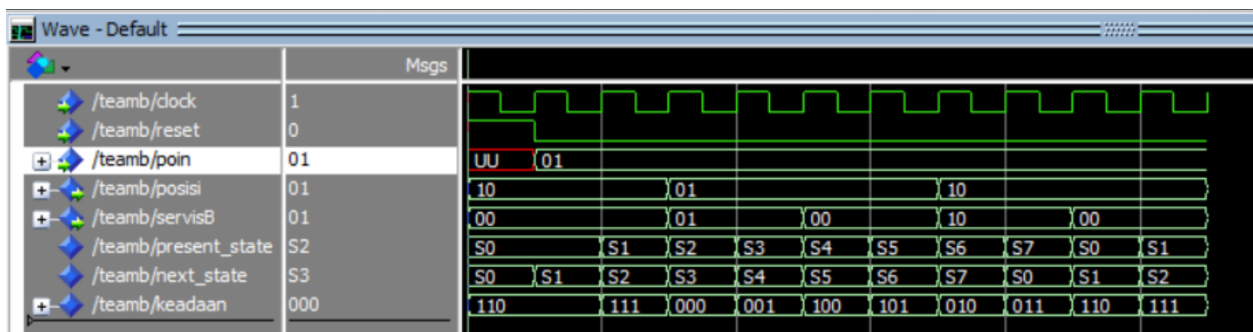 Wave - Default
Msgs
/teamb/clock 1
/teamb/reset 0
/teamb/poin 01 UU 01
/teamb/posisi 01 10 01 10
/teamb/servisB 01 00 01 00 10 00
/teamb/present_state S2 S0 S1 S2 S3 S4 S5 S6 S7 S0 S1
/teamb/next_state S3 S0 S1 S2 S3 S4 S5 S6 S7 S0 S1 S2
/teamb/keadaan 000 110 111 000 001 100 101 010 011 110 111